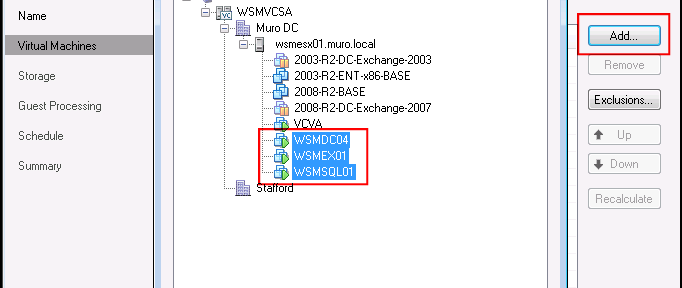 Name
Virtual Machines
Storage
Guest Processing
Schedule
Summary
WSMVCSA
Muro DC
wsmesx01.muro.local
2003-R2-DC-Exchange-2003
2003-R2-ENT-x86-BASE
2008-R2-BASE
2008-R2-DC-Exchange-2007
VCVA
WSMDC04
WSMEX01
WSMSQL01
Stafford
Add...
Remove
Exclusions...
Up
Down
Recalculate